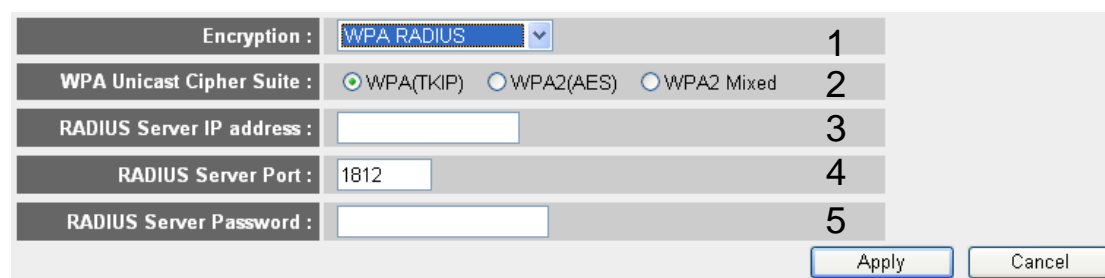 Encryption : WPA RADIUS 1
WPA Unicast Cipher Suite : WPA(TKIP) WPA2(AES) WPA2 Mixed 2
RADIUS Server IP address : 3
RADIUS Server Port : 1812 4
RADIUS Server Password : 5
Apply Cancel